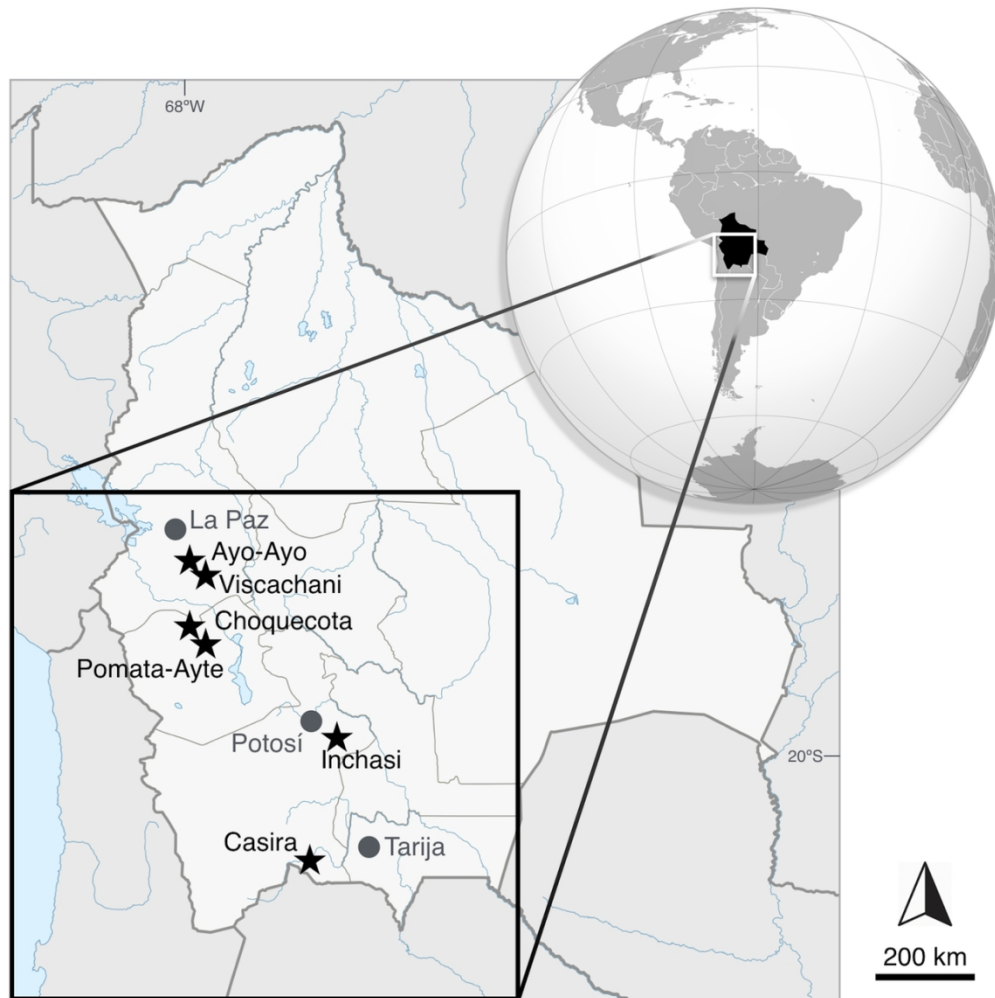 68°W
La Paz
Ayo-Ayo
Viscachani
Choquecota
Pomata-Ayte
Potosí
Inchasi
20°S
Casira
Tarija
200 km